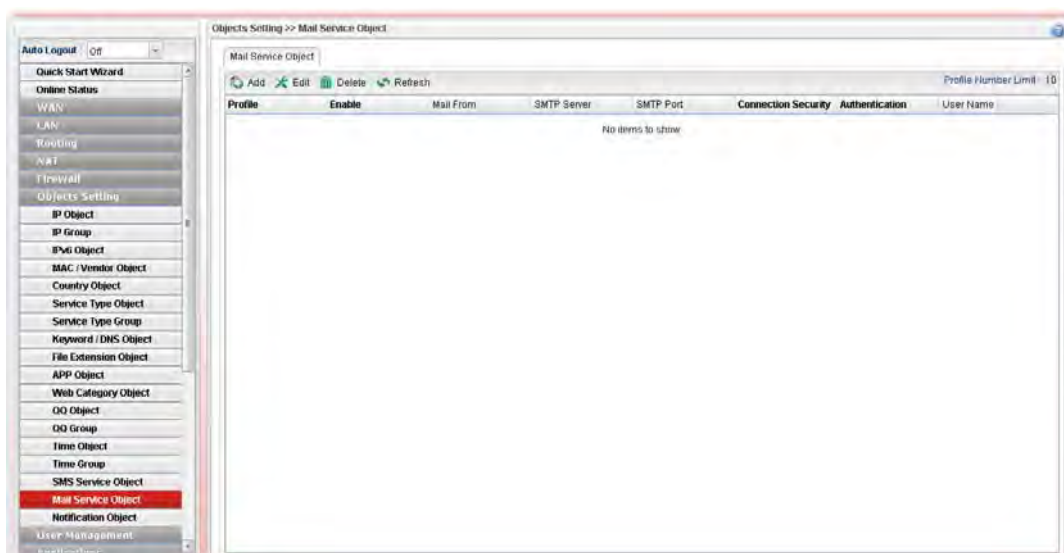 Objects Setting >> Mail Service Object
Auto Logout Off
Quick Start Wizard
Online Status
WAN
LAN
Routing
NAT
Firewall
Objects Setting
IP Object
IP Group
IPv6 Object
MAC / Vendor Object
Country Object
Service Type Object
Service Type Group
Keyword / DNS Object
File Extension Object
APP Object
Web Category Object
QQ Object
QQ Group
Time Object
Time Group
SMS Service Object
Mail Service Object
Notification Object
User Management
Applications
Mail Service Object
Add Edit Delete Refresh Profile Number Limit : 10
Profile Enable Mail From SMTP Server SMTP Port Connection Security Authentication User Name
No items to show.